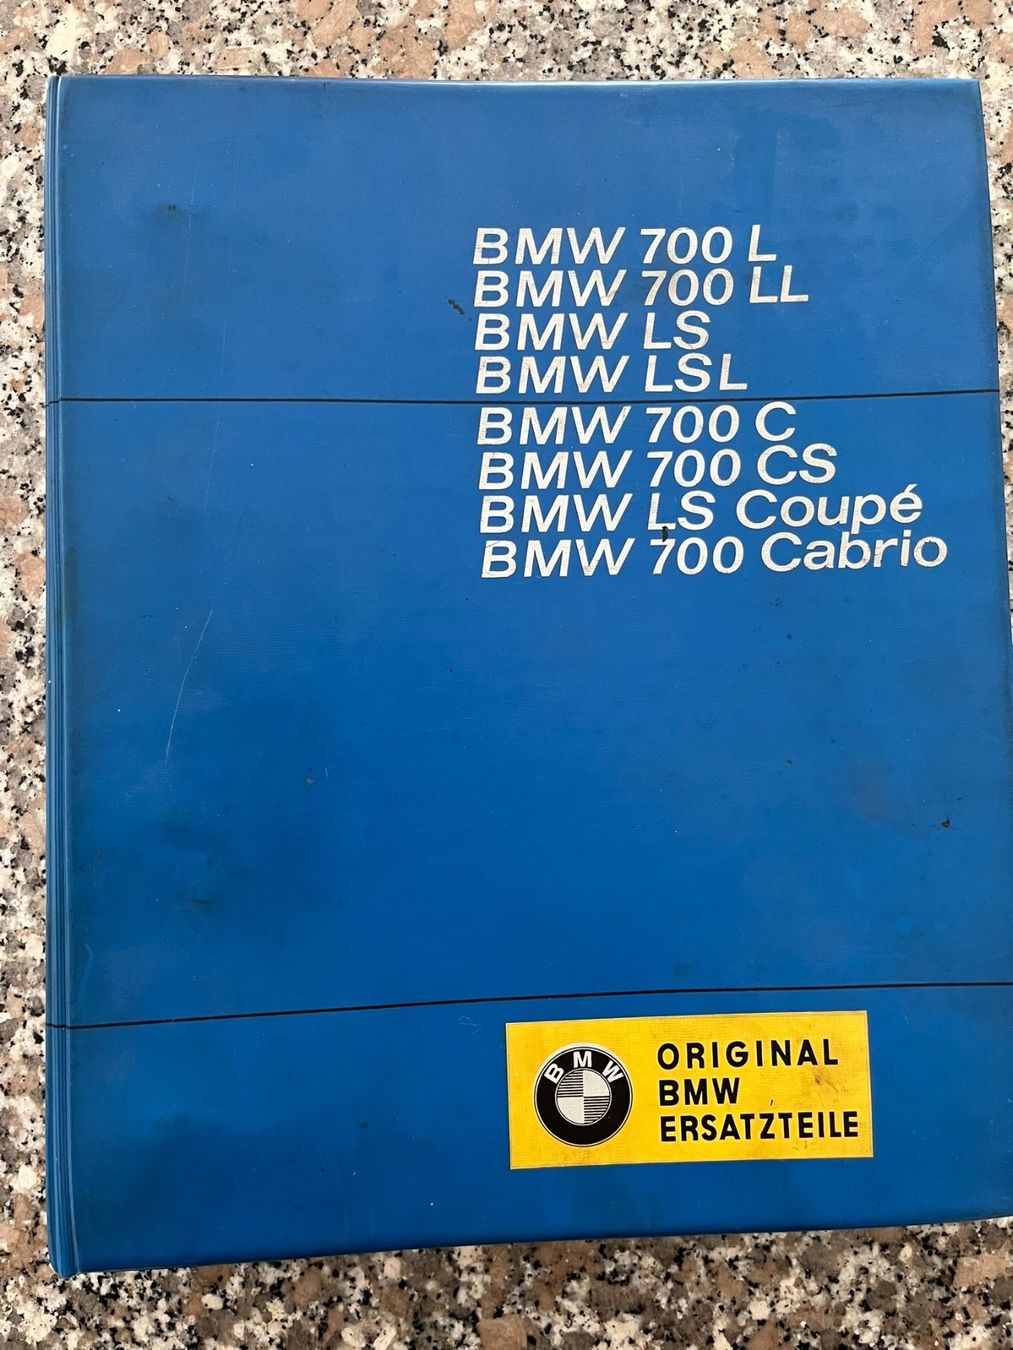 BMW 700 L
BMW 700 LL
BMW LS
BMW LSL
BMW 700 C
BMW 700 CS
BMW LS Coupé
BMW 700 Cabrio
BMW
ORIGINAL
BMW
ERSATZTEILE